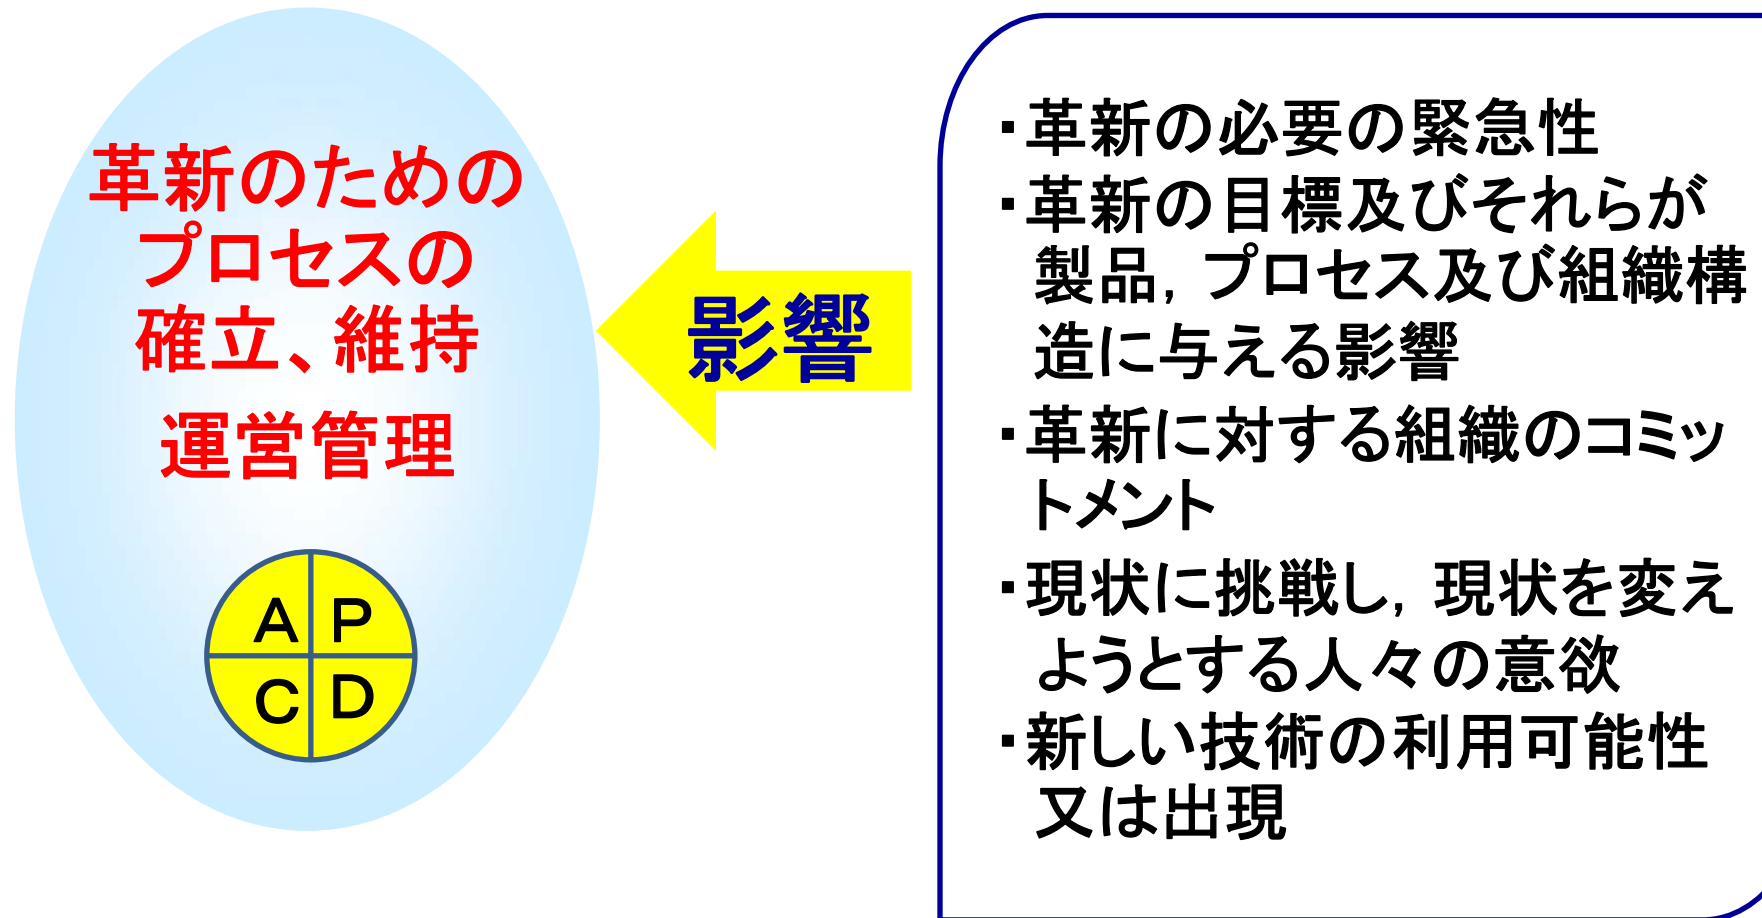 革新のための
プロセスの
確立、維持
運営管理
A P
C D
影響
・革新の必要の緊急性
・革新の目標及びそれらが
製品，プロセス及び組織構
造に与える影響
・革新に対する組織のコミッ
トメント
・現状に挑戦し，現状を変え
ようとする人々の意欲
・新しい技術の利用可能性
又は出現